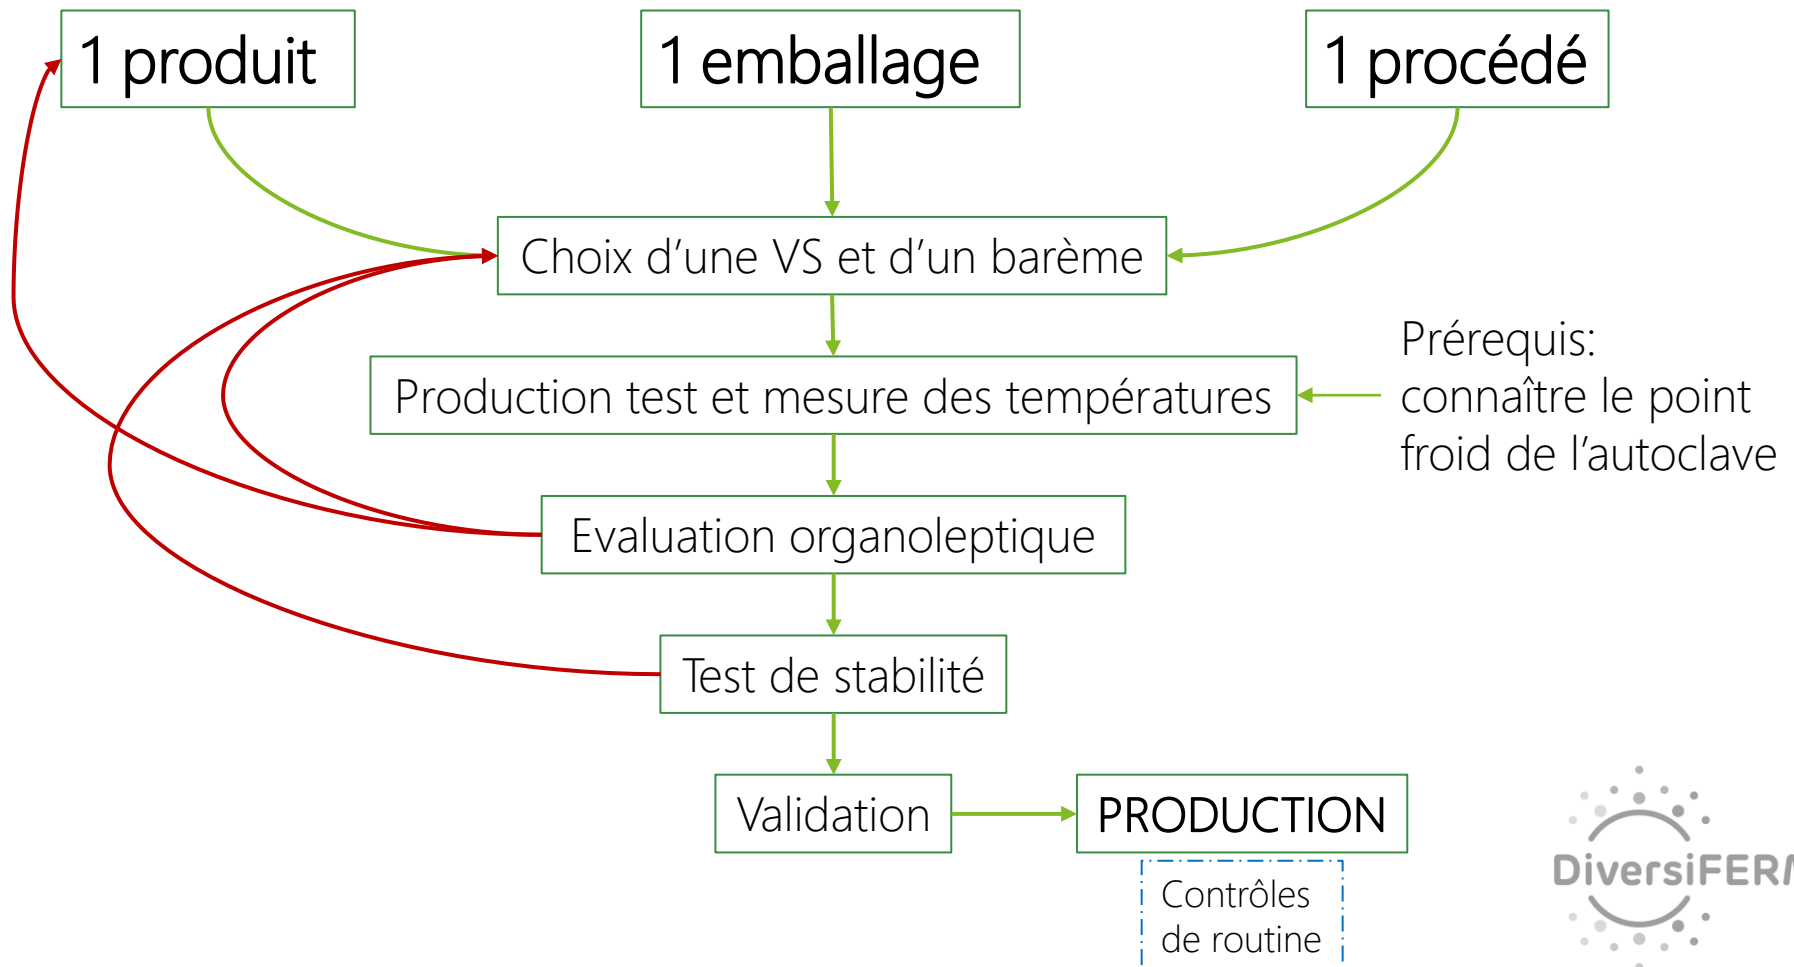 1 produit
1 emballage
1 procédé
Choix d'une VS et d'un barème
Prérequis:
connaître le point
froid de l'autoclave
Production test et mesure des températures
Evaluation organoleptique
Test de stabilité
Validation
PRODUCTION
Contrôles
de routine
DiversiFERM